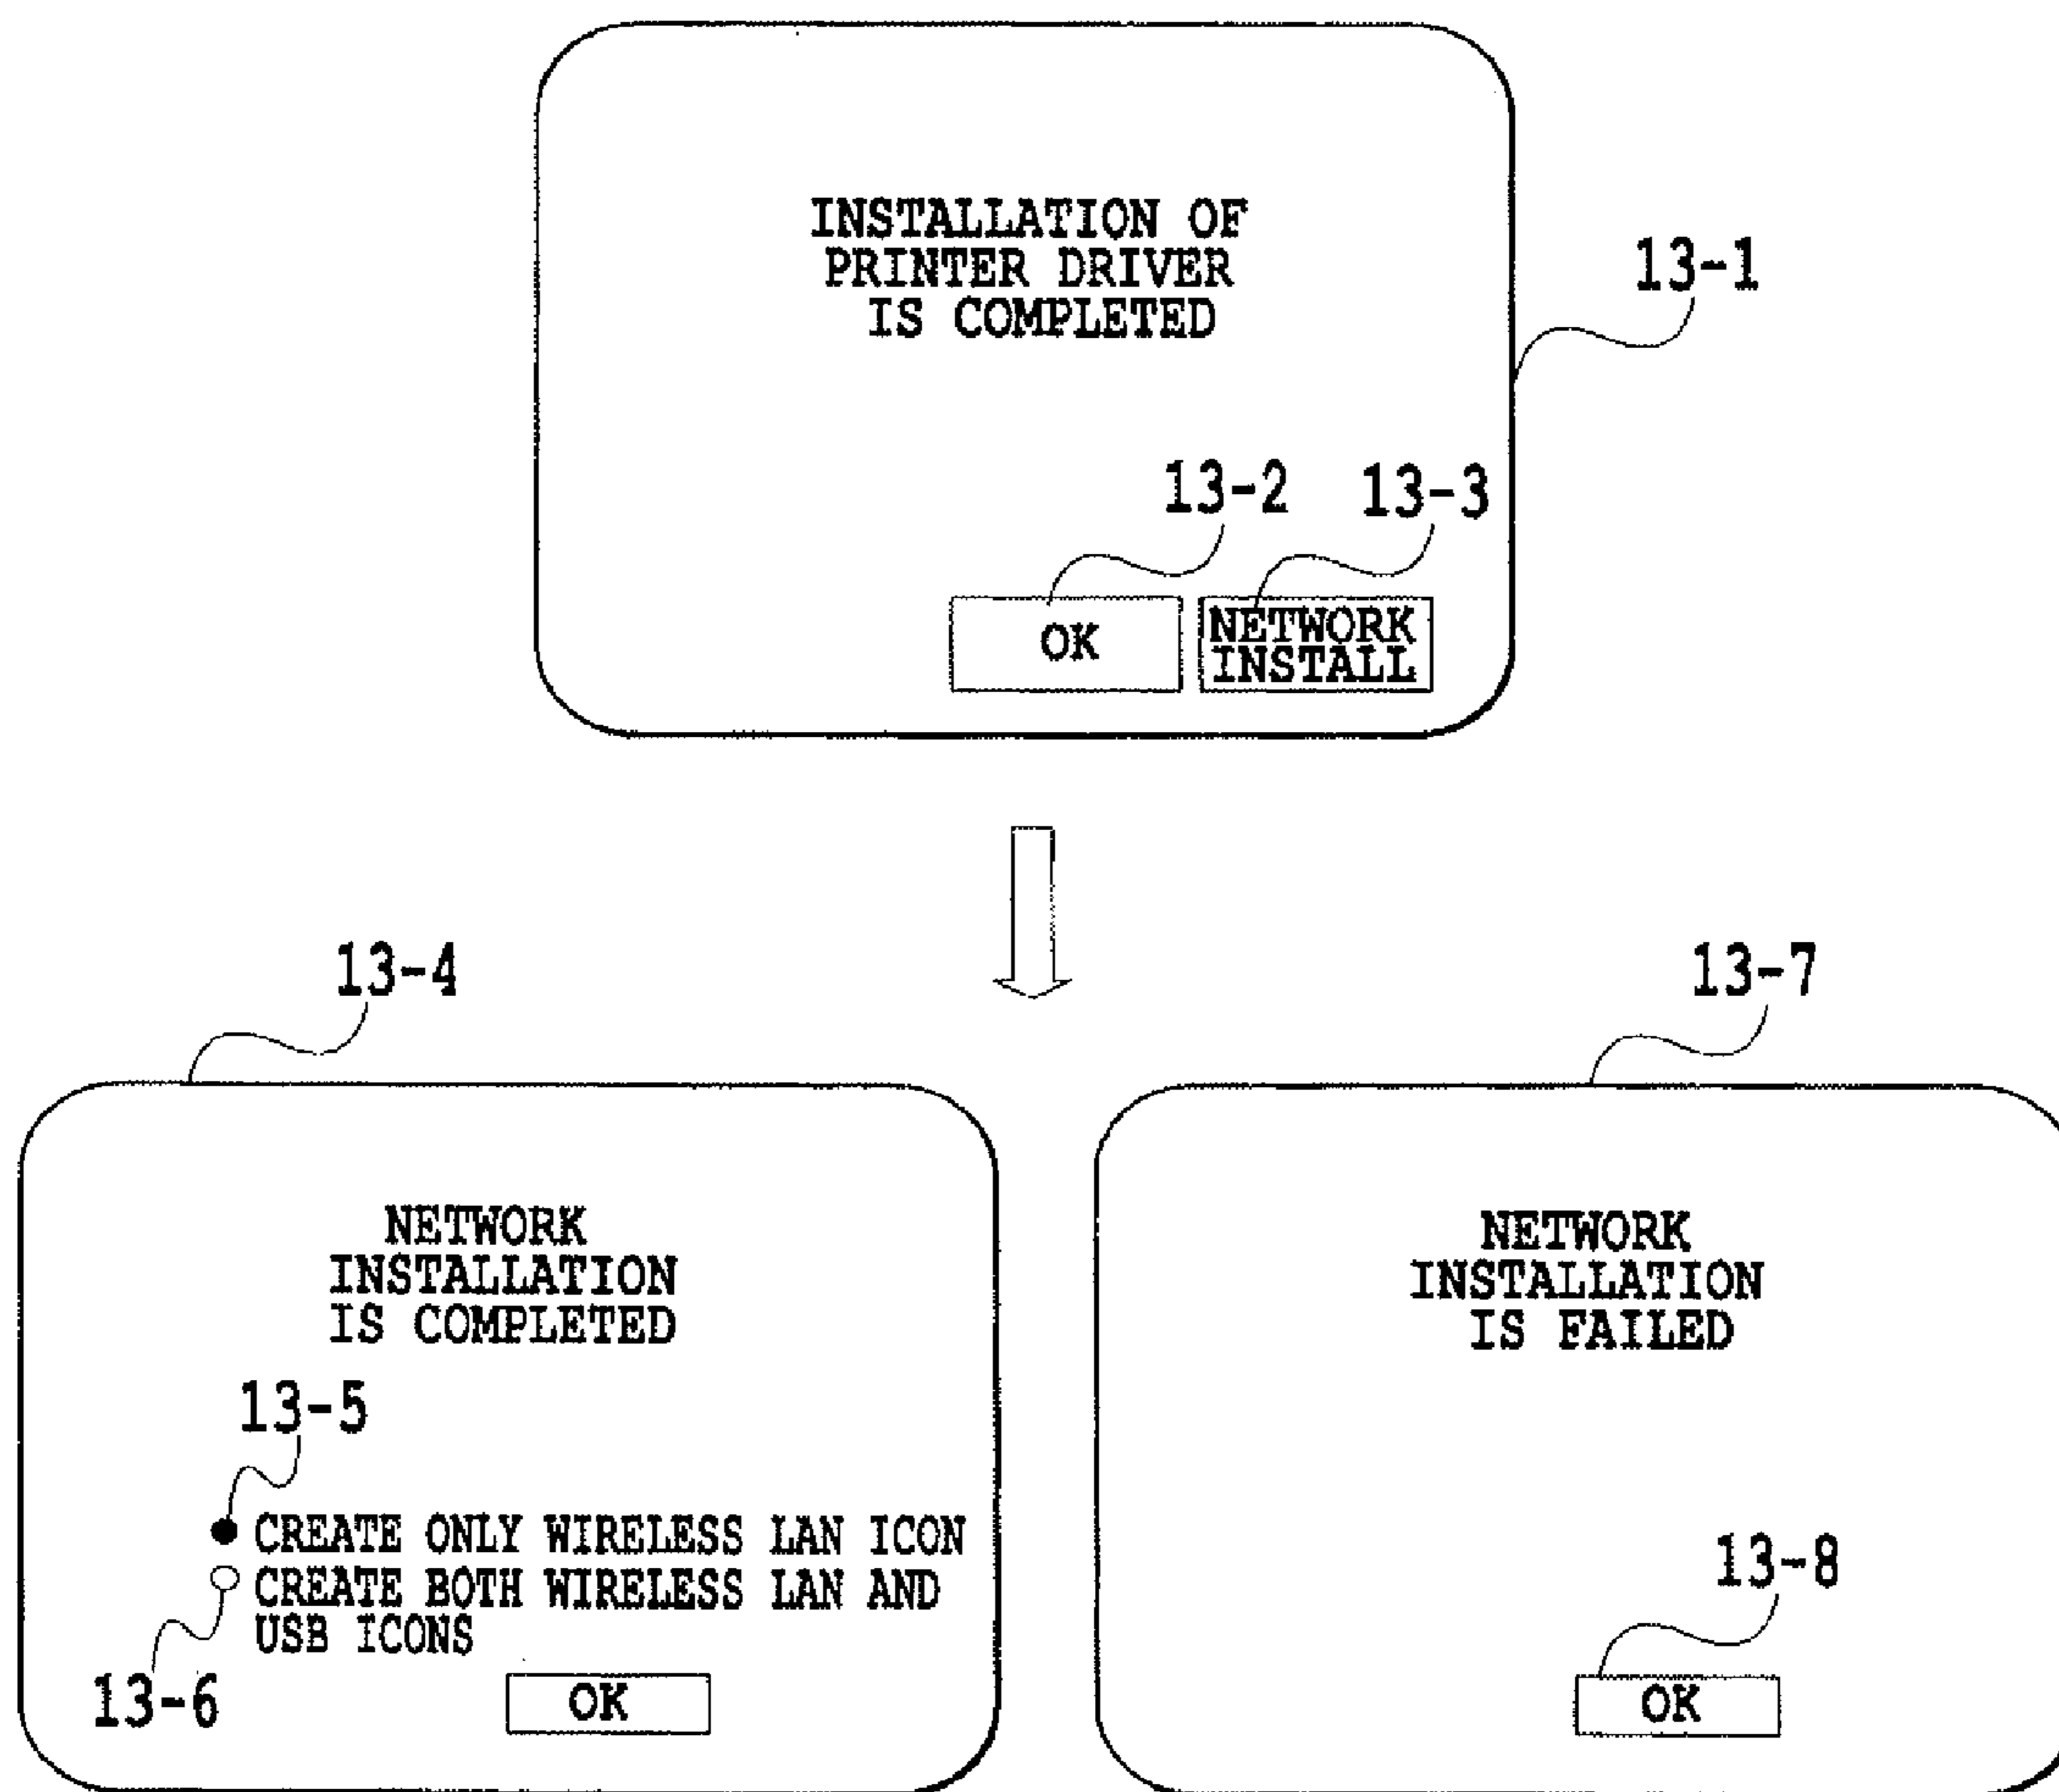 INSTALLATION OF
PRINTER DRIVER
IS COMPLETED
13-1
13-2
13-3
OK
NETWORK
INSTALL
13-4
NETWORK
INSTALLATION
IS COMPLETED
13-5
CREATE ONLY WIRELESS LAN ICON
CREATE BOTH WIRELESS LAN AND
USB ICONS
13-6
OK
13-7
NETWORK
INSTALLATION
IS FAILED
13-8
OK